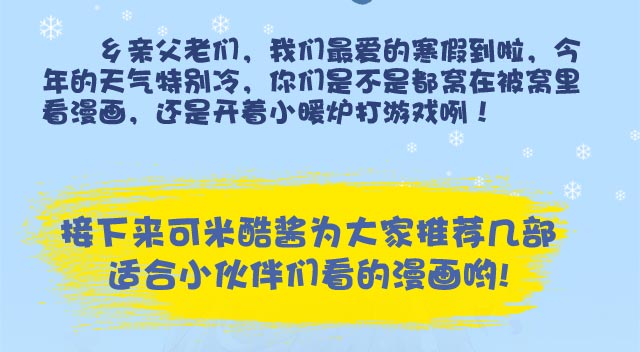 乡亲父老们，我们最爱的寒假到啦，今
年的天气特别冷，你们是不是都窝在被窝里
看漫画，还是开着小暖炉打游戏咧！
接下来可米酷酱为大家推荐几部
适合小伙伴们看的漫画哟!